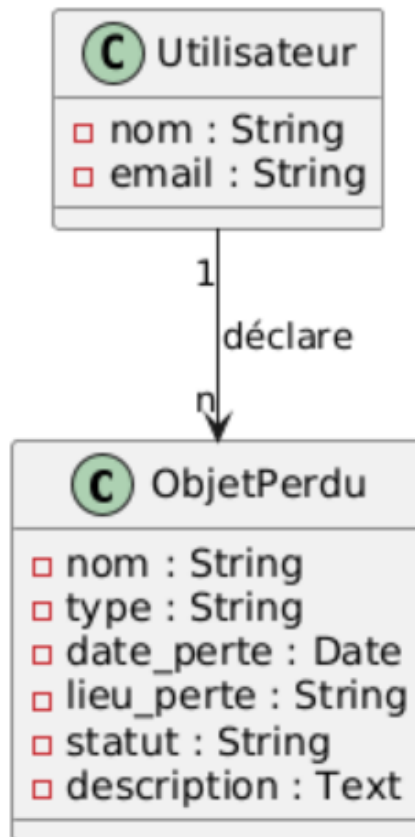 C Utilisateur
nom : String
email : String
1
déclare
n
C ObjetPerdu
nom : String
type : String
date_perte : Date
lieu_perte : String
statut : String
description : Text